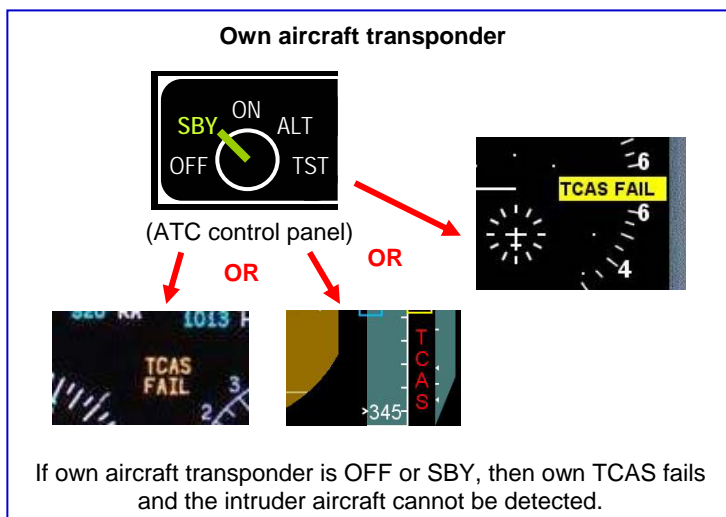 Own aircraft transponder
ON
SBY ALT
OFF TST
6
TCAS FAIL
6
4
(ATC control panel)
OR
OR
1013
TCAS
FAIL
3
2
T
C
A
S
>345
If own aircraft transponder is OFF or SBY, then own TCAS fails
and the intruder aircraft cannot be detected.